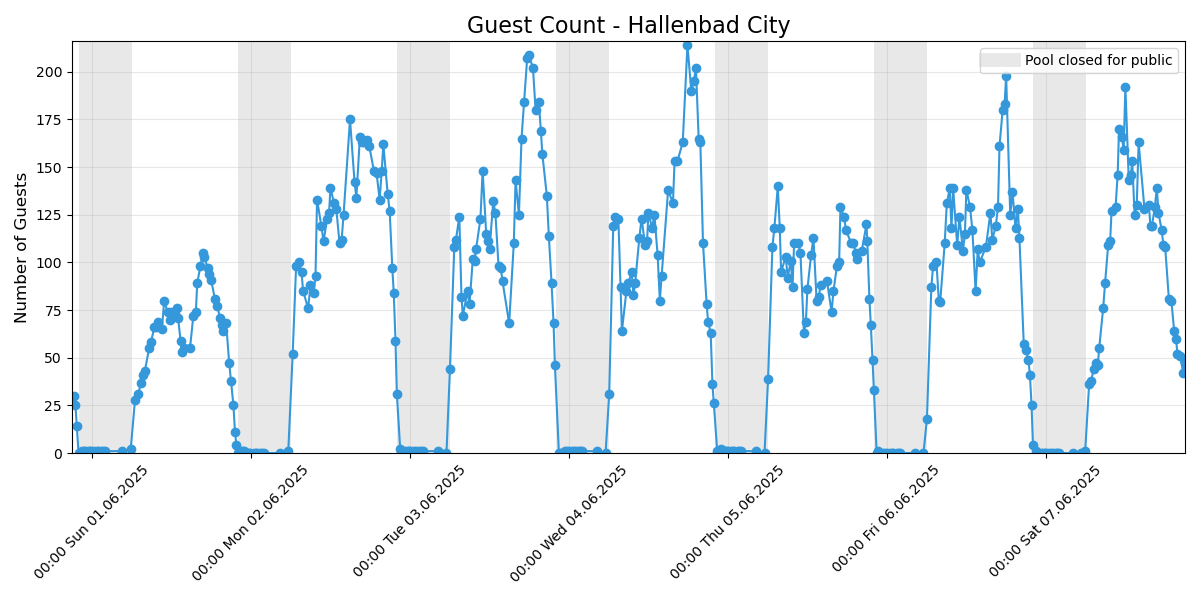 Guest Count - Hallenbad City
Pool closed for public
Number of Guests
200
175
150
125
100
75
50
25
0
00:00 Sun 01.06.2025
00:00 Mon 02.06.2025
00:00 Tue 03.06.2025
00:00 Wed 04.06.2025
00:00 Thu 05.06.2025
00:00 Fri 06.06.2025
00:00 Sat 07.06.2025